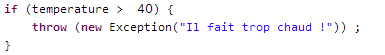 if (temperature >  40) {
    throw (new Exception("Il fait trop chaud !")) ;
}